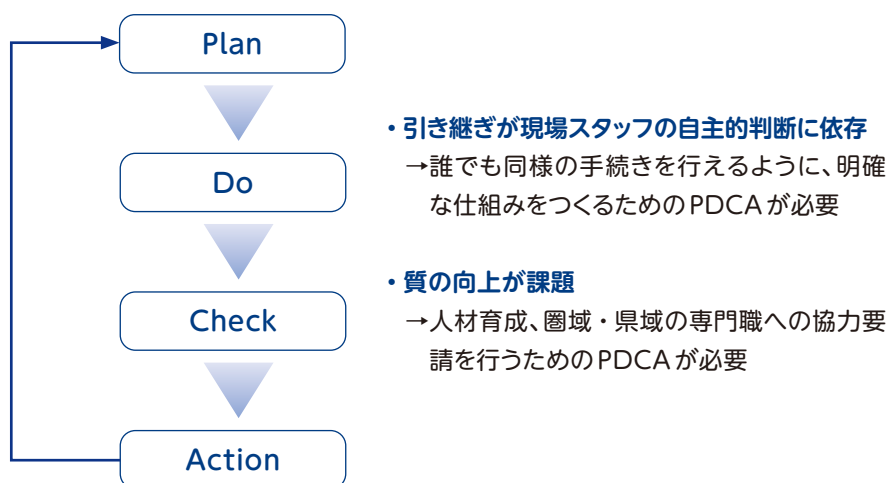 Plan
Do
Check
Action
・引き継ぎが現場スタッフの自主的判断に依存
→誰でも同様の手続きを行えるように、明確
な仕組みをつくるためのPDCAが必要
・質の向上が課題
→人材育成、圏域・県域の専門職への協力要
請を行うためのPDCAが必要